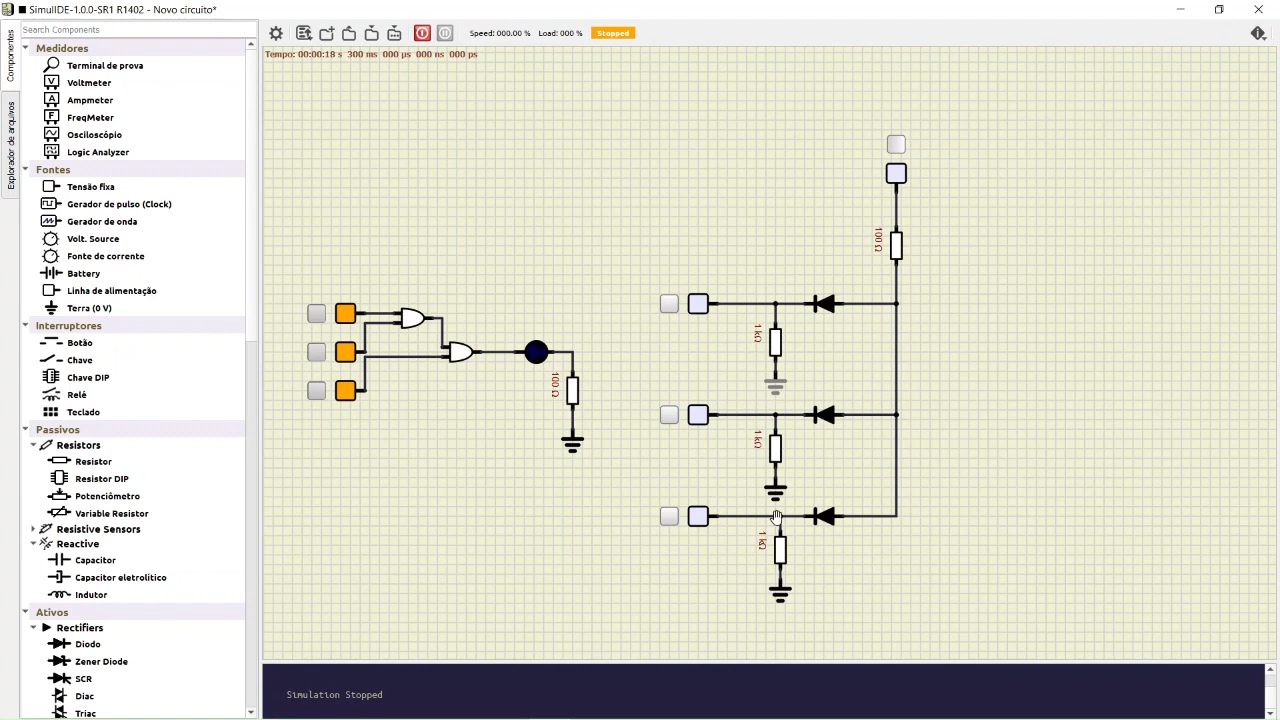 SimulIDE-1.0.0-SR1 R1402 - Novo circuito*
Componentes
Explorador de arquivos
Search Components
Medidores
Terminal de prova
Voltmeter
Ampmeter
FreqMeter
Osciloscópio
Logic Analyzer
Fontes
Tensão fixa
Gerador de pulso (Clock)
Gerador de onda
Volt. Source
Fonte de corrente
Battery
Linha de alimentação
Terra (0 V)
Interruptores
Botão
Chave
Chave DIP
Relé
Teclado
Passivos
Resistors
Resistor
Resistor DIP
Potenciômetro
Variable Resistor
Resistive Sensors
Reactive
Capacitor
Capacitor eletrolítico
Indutor
Ativos
Rectifiers
Diodo
Zener Diode
SCR
Diac
Triac
Speed: 000.00 % Load: 000 % Stopped
Tempo: 00:00:18 s 300 ms 000 µs 000 ns 000 ps
100 Ω
100 Ω
1 kΩ
1 kΩ
1 kΩ
Simulation Stopped